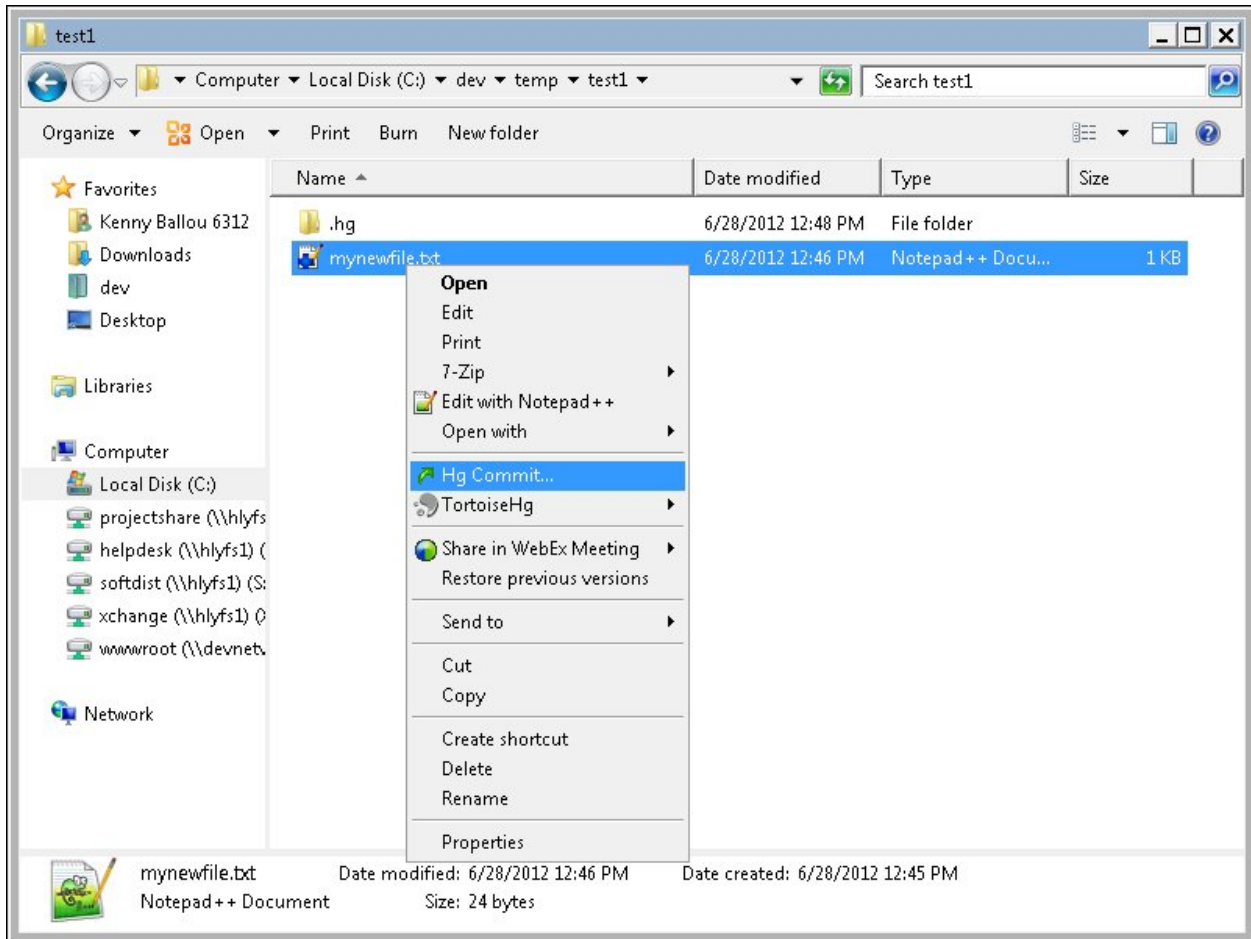 test1
Computer Local Disk (C:) dev temp test1
Search test1
Organize Open Print Burn New folder
Name Date modified Type Size
Favorites
Kenny Ballou 6312
Downloads
dev
Desktop
Libraries
Computer
Local Disk (C:)
projectshare (\\hlyfs
helpdesk (\\hlyfs1) (
softdist (\\hlyfs1) (S:
xchange (\\hlyfs1) (
wwwroot (\\devnet
Network
.hg 6/28/2012 12:48 PM File folder
mynewfile.txt 6/28/2012 12:46 PM Notepad++ Docu... 1 KB
Open
Edit
Print
7-Zip
Edit with Notepad++
Open with
Hg Commit...
TortoiseHg
Share in WebEx Meeting
Restore previous versions
Send to
Cut
Copy
Create shortcut
Delete
Rename
Properties
mynewfile.txt Date modified: 6/28/2012 12:46 PM Date created: 6/28/2012 12:45 PM
Notepad++ Document Size: 24 bytes